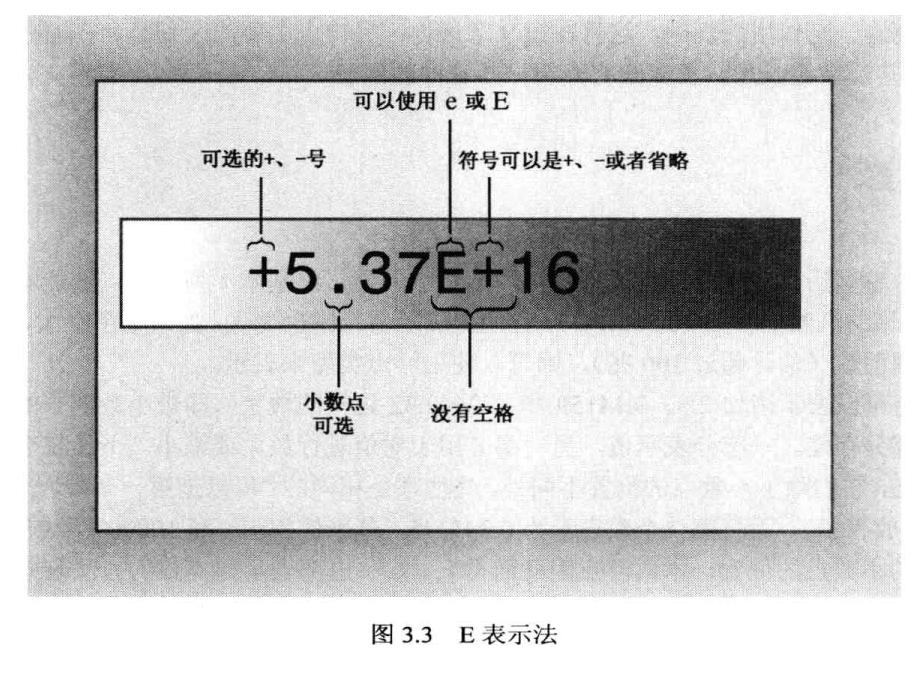 可以使用 e 或 E
可选的+、-号
符号可以是+、-或者省略
+5.37E+16
小数点
可选
没有空格
图 3.3 E 表示法